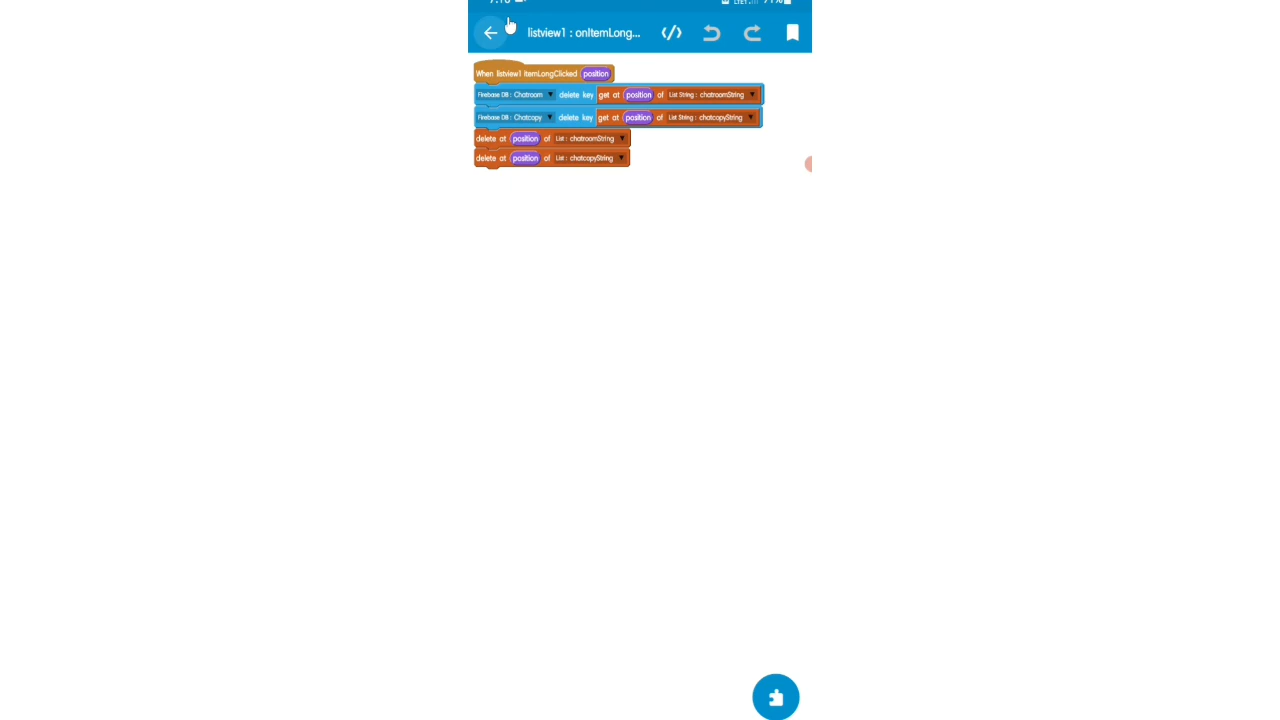 listview1 : onItemLong...
When listview1 ItemLongClicked position
Firebase DB : Chatroom delete key get at position of List String : chatroomString
Firebase DB : Chatcopy delete key get at position of List String : chatcopyString
delete at position of List : chatroomString
delete at position of List : chatcopyString